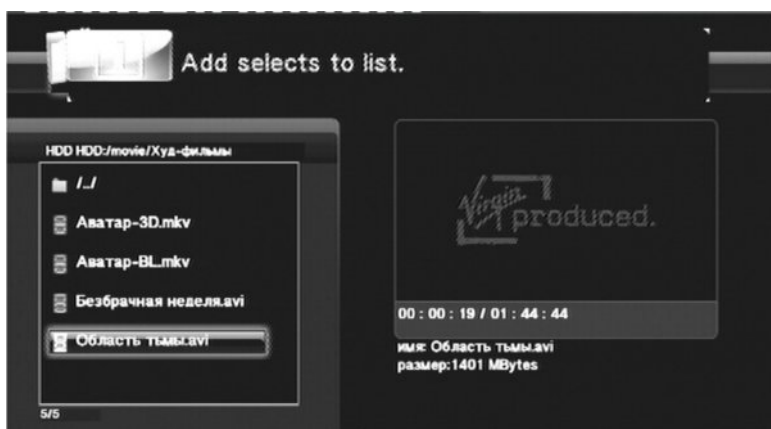 Add selects to list.
HDD HDD:/movie/Худ-фильмы
/../
Аватар-3D.mkv
Аватар-BL.mkv
Безбрачная неделя.avi
Область тьмы.avi
5/5
Virgin
produced.
00 : 00 : 19 / 01 : 44 : 44
имя: Область тьмы.avi
размер:1401 MBytes